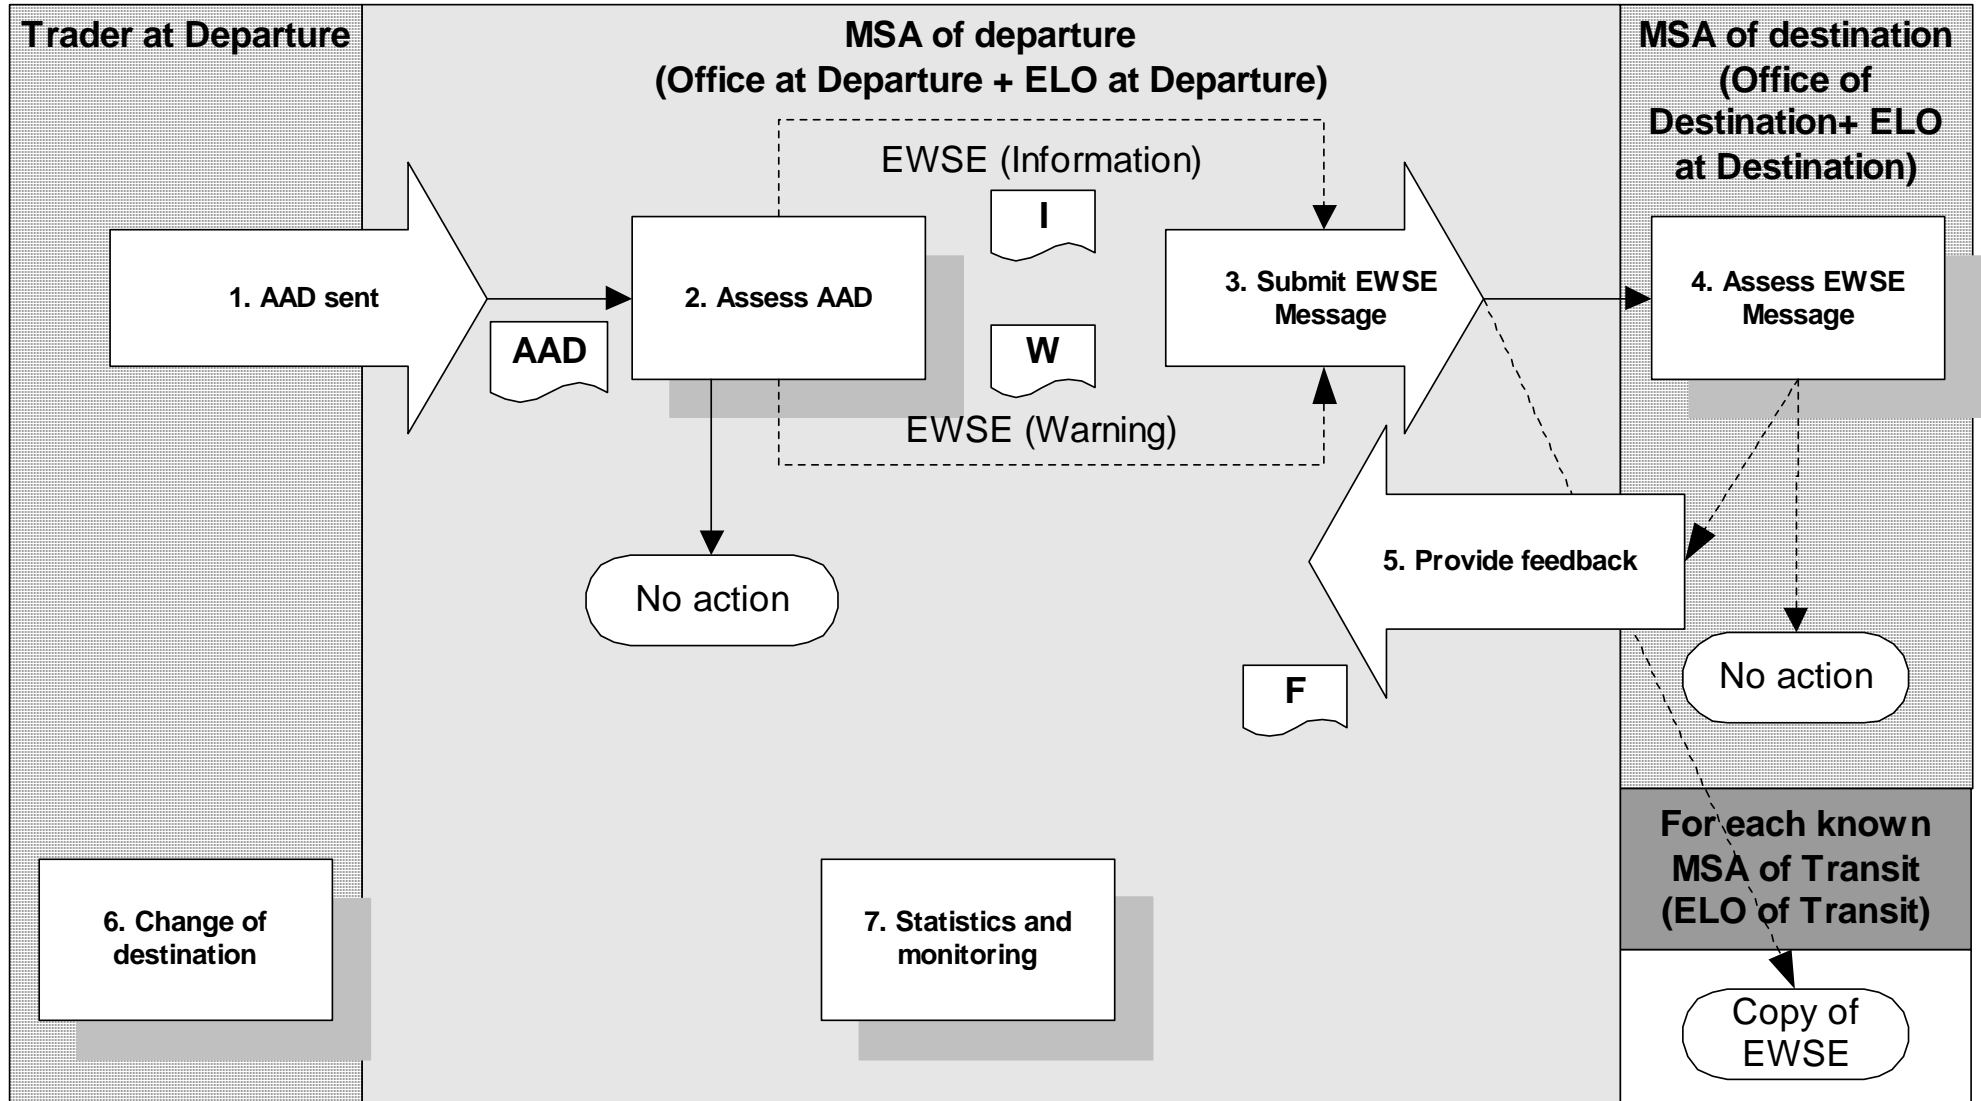 Trader at Departure
MSA of departure
(Office at Departure + ELO at Departure)
MSA of destination
(Office of
Destination+ ELO
at Destination)
EWSE (Information)
I
1. AAD sent
AAD
2. Assess AAD
3. Submit EWSE
Message
4. Assess EWSE
Message
W
EWSE (Warning)
No action
5. Provide feedback
F
No action
For each known
MSA of Transit
(ELO of Transit)
6. Change of
destination
7. Statistics and
monitoring
Copy of
EWSE